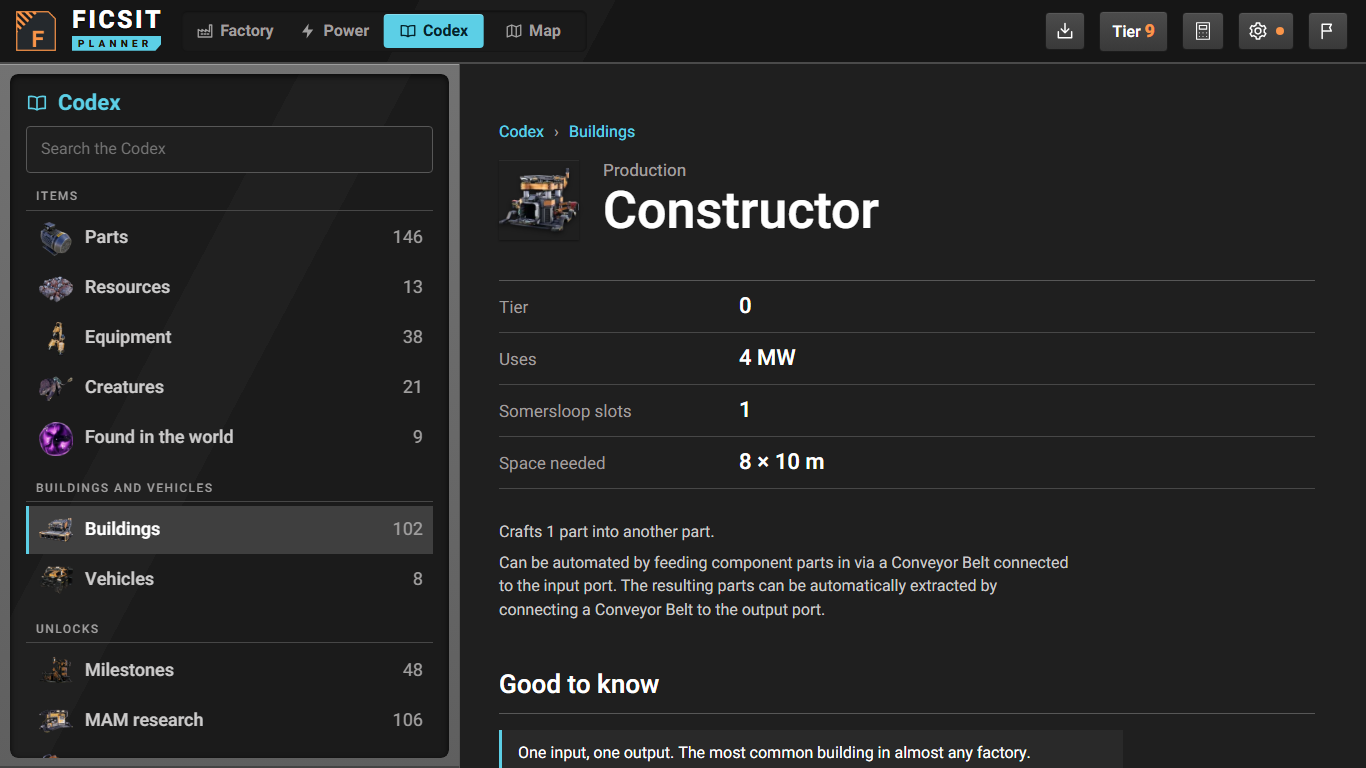 F
FICSIT
PLANNER
Factory
Power
Codex
Map
Tier 9
Codex
Search the Codex
ITEMS
Parts 146
Resources 13
Equipment 38
Creatures 21
Found in the world 9
BUILDINGS AND VEHICLES
Buildings 102
Vehicles 8
UNLOCKS
Milestones 48
MAM research 106
Codex › Buildings
Production
Constructor
Tier 0
Uses 4 MW
Somersloop slots 1
Space needed 8 × 10 m
Crafts 1 part into another part.
Can be automated by feeding component parts in via a Conveyor Belt connected
to the input port. The resulting parts can be automatically extracted by
connecting a Conveyor Belt to the output port.
Good to know
One input, one output. The most common building in almost any factory.